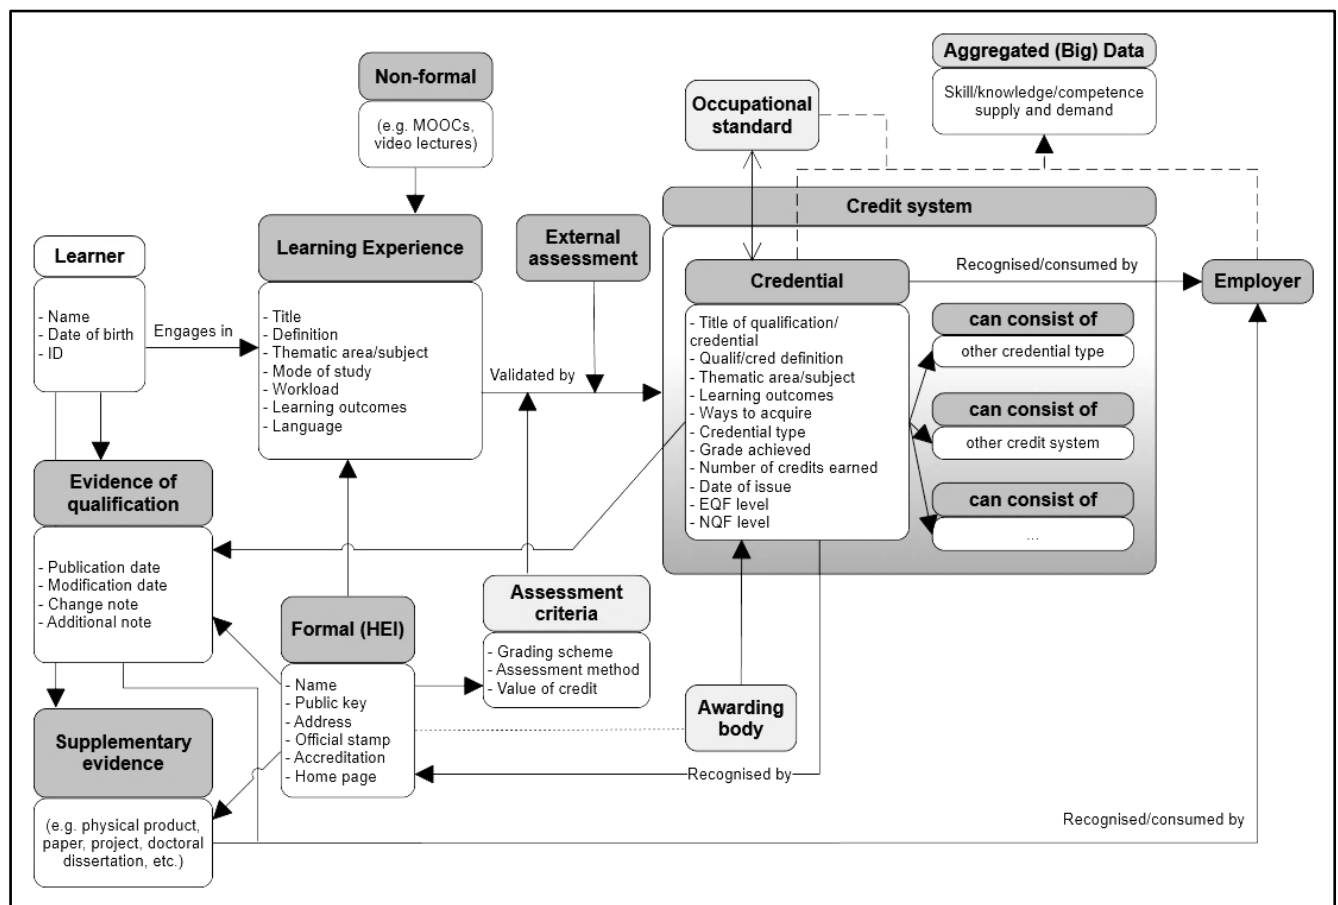 Non-formal
(e.g. MOOCs,
video lectures)
Occupational
standard
Aggregated (Big) Data
Skill/knowledge/competence
supply and demand
Learner
- Name
- Date of birth
- ID
Engages in
Learning Experience
- Title
- Definition
- Thematic area/subject
- Mode of study
- Workload
- Learning outcomes
- Language
External
assessment
Validated by
Credit system
Credential
- Title of qualification/
credential
- Qualif/cred definition
- Thematic area/subject
- Learning outcomes
- Ways to acquire
- Credential type
- Grade achieved
- Number of credits earned
- Date of issue
- EQF level
- NQF level
Recognised/consumed by
Employer
can consist of
other credential type
can consist of
other credit system
can consist of
...
Evidence of
qualification
- Publication date
- Modification date
- Change note
- Additional note
Formal (HEI)
- Name
- Public key
- Address
- Official stamp
- Accreditation
- Home page
Assessment
criteria
- Grading scheme
- Assessment method
- Value of credit
Awarding
body
Recognised by
Supplementary
evidence
(e.g. physical product,
paper, project, doctoral
dissertation, etc.)
Recognised/consumed by